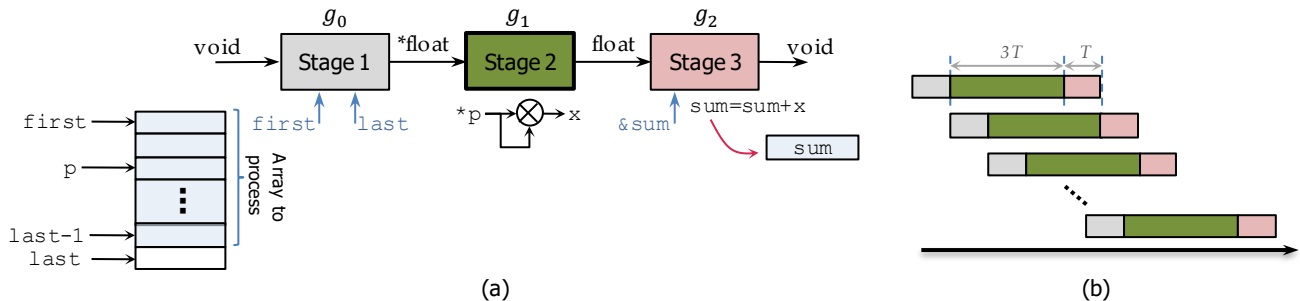 g₀
g₁
g₂
void
*float
float
void
Stage 1
Stage 2
Stage 3
first
last
*p
x
&sum
sum=sum+x
sum
first
p
last-1
last
Array to
process
(a)
3T
T
(b)